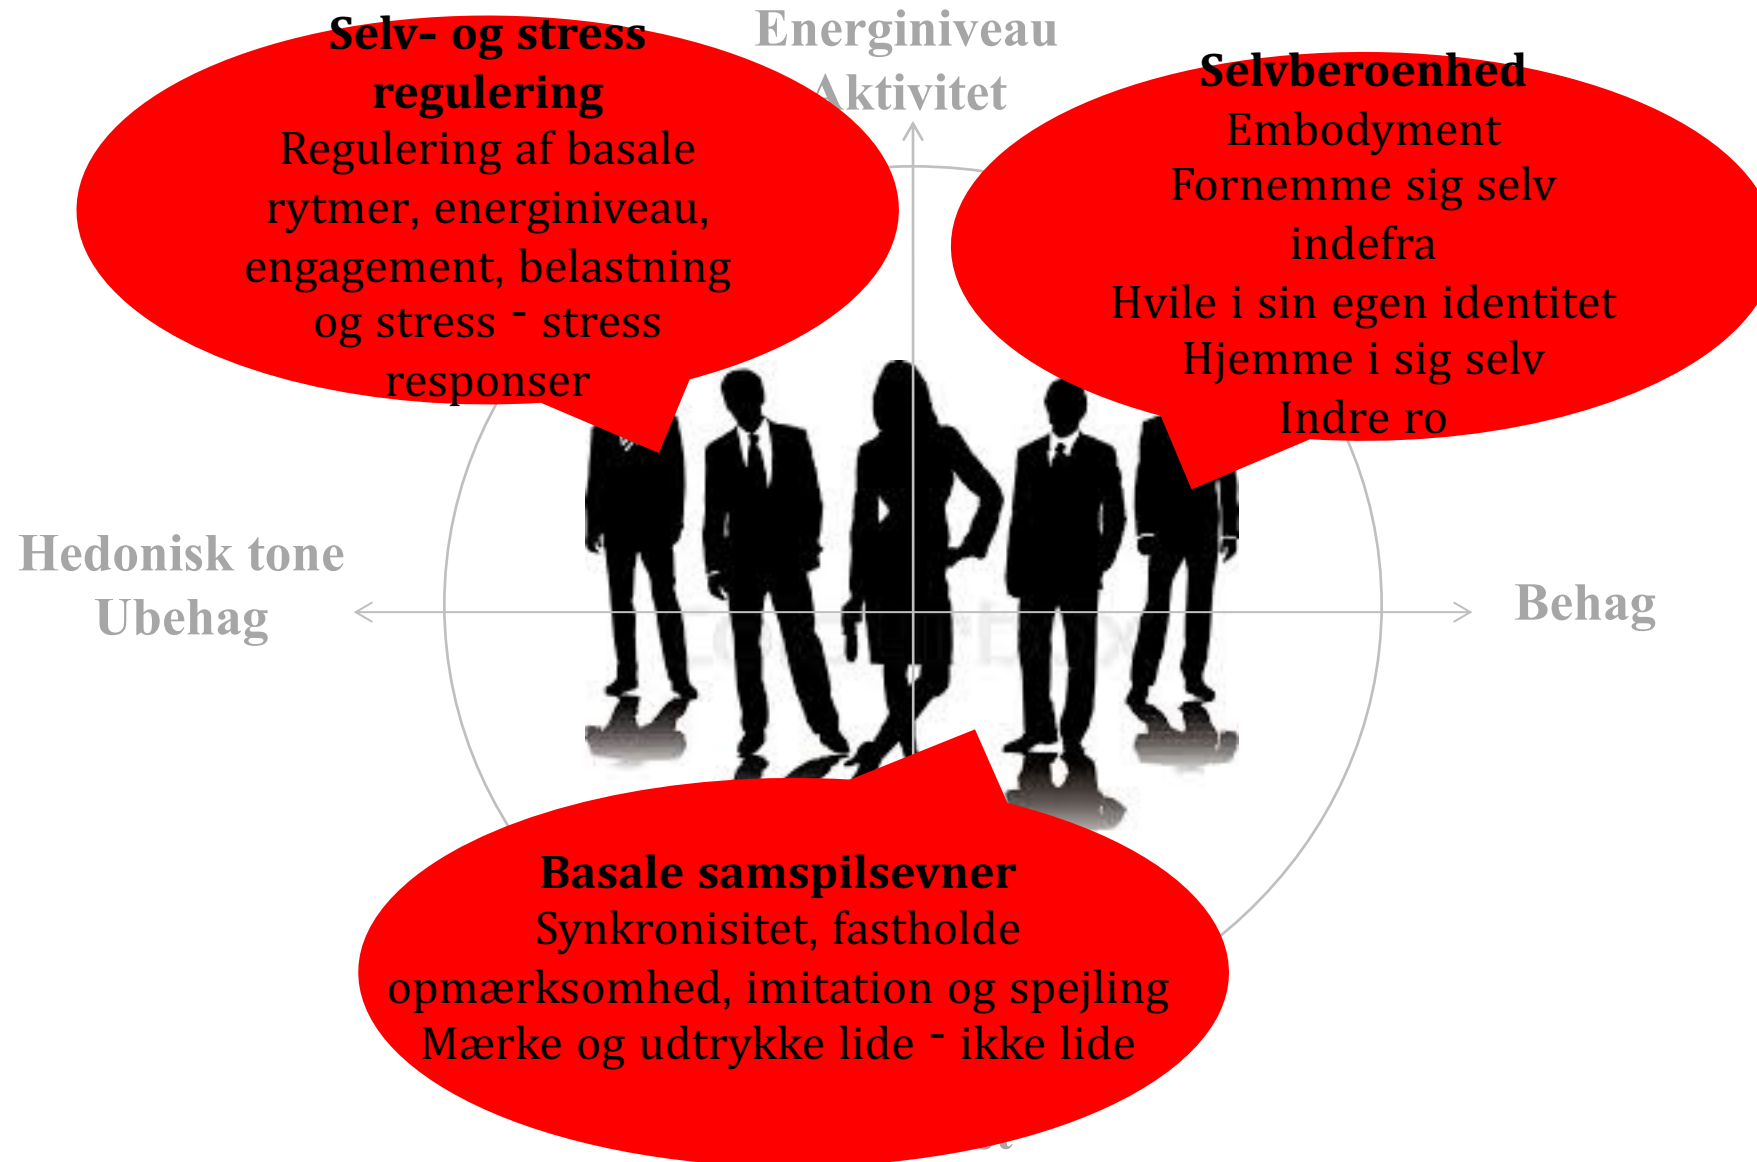 Selv- og stress
regulering
Regulering af basale
rytmer, energiniveau,
engagement, belastning
og stress - stress
responser
Energiniveau
Aktivitet
Selvberoenhed
Embodyment
Fornemme sig selv
indefra
Hvile i sin egen identitet
Hjemme i sig selv
Indre ro
Hedonisk tone
Ubehag
Behag
Basale samspilsevner
Synkronisitet, fastholde
opmærksomhed, imitation og spejling
Mærke og udtrykke lide - ikke lide